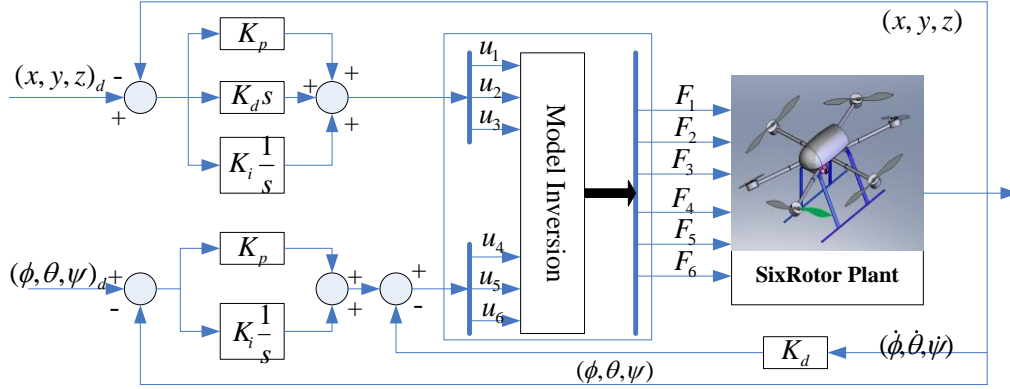 (x, y, z)
K_p
(x, y, z)_d
-
+
K_d s
+
+
+
K_i 1/s
u_1
u_2
u_3
Model Inversion
F_1
F_2
F_3
F_4
F_5
F_6
SixRotor Plant
(ϕ,θ,ψ)_d
+
-
K_p
+
+
K_i 1/s
+
-
u_4
u_5
u_6
K_d
(ϕ̇,θ̇,ψ̇)
(ϕ,θ,ψ)